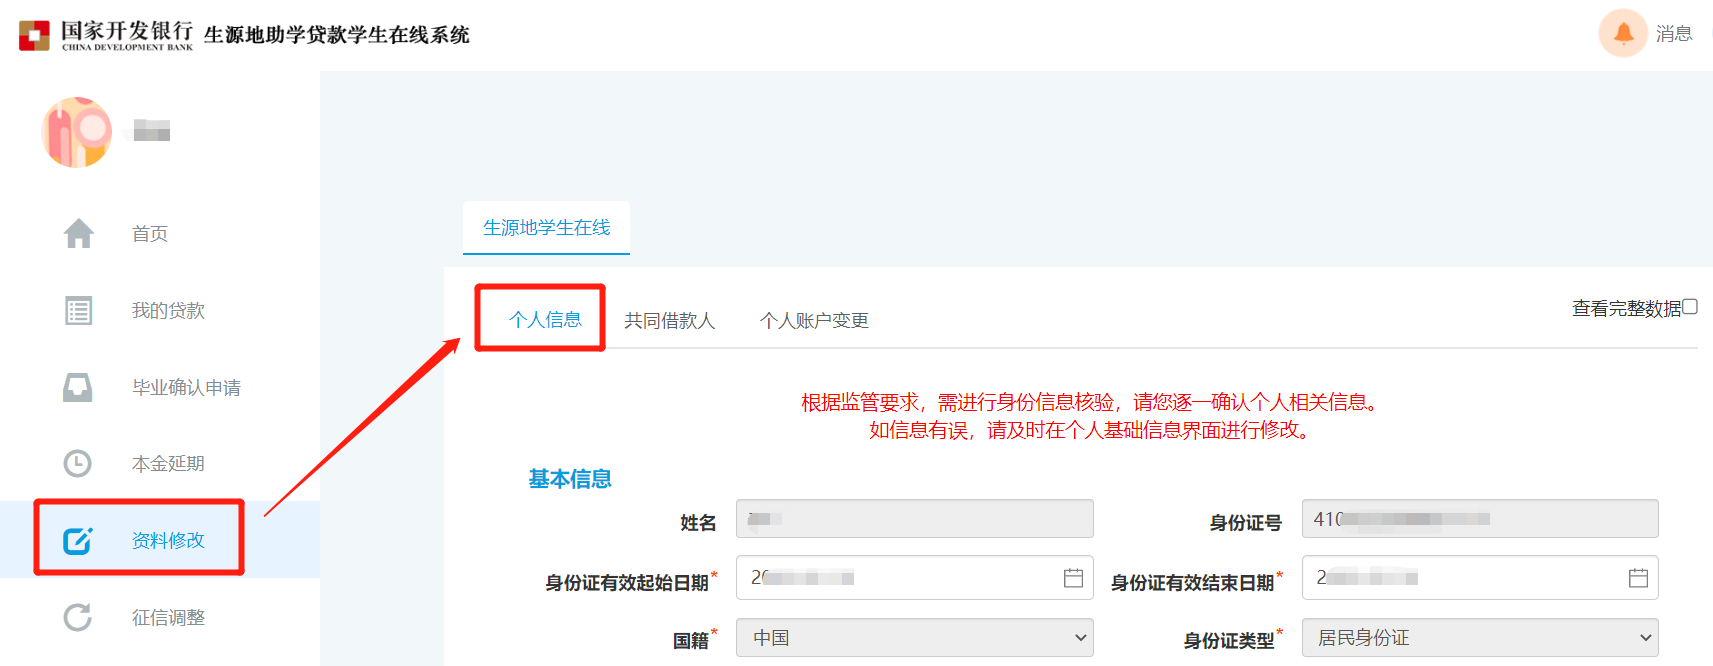 国家开发银行 生源地助学贷款学生在线系统
CHINA DEVELOPMENT BANK
消息
首页
我的贷款
毕业确认申请
本金延期
资料修改
征信调整
生源地学生在线
个人信息 共同借款人 个人账户变更 查看完整数据
根据监管要求，需进行身份信息核验，请您逐一确认个人相关信息。
如信息有误，请及时在个人基础信息界面进行修改。
基本信息
姓名 身份证号 410
身份证有效起始日期* 20 身份证有效结束日期* 2
国籍* 中国 身份证类型* 居民身份证